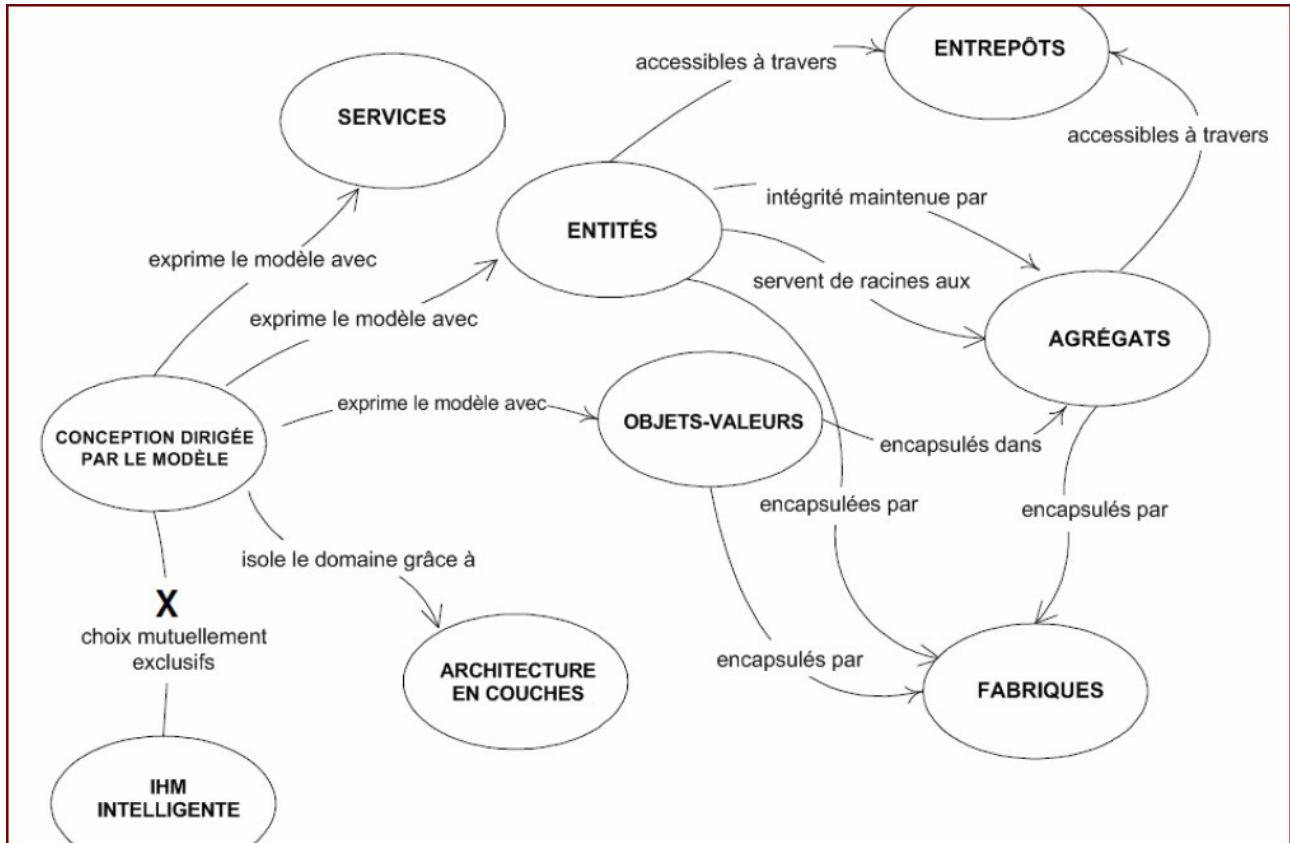 ENTREPÔTS
accessibles à travers
SERVICES
accessibles à travers
intégrité maintenue par
ENTITÉS
exprime le modèle avec
servent de racines aux
exprime le modèle avec
AGRÉGATS
exprime le modèle avec
OBJETS-VALEURS
CONCEPTION DIRIGÉE
PAR LE MODÈLE
encapsulés dans
encapsulées par
encapsulés par
isole le domaine grâce à
X
choix mutuellement
exclusifs
encapsulés par
ARCHITECTURE
EN COUCHES
FABRIQUES
IHM
INTELLIGENTE